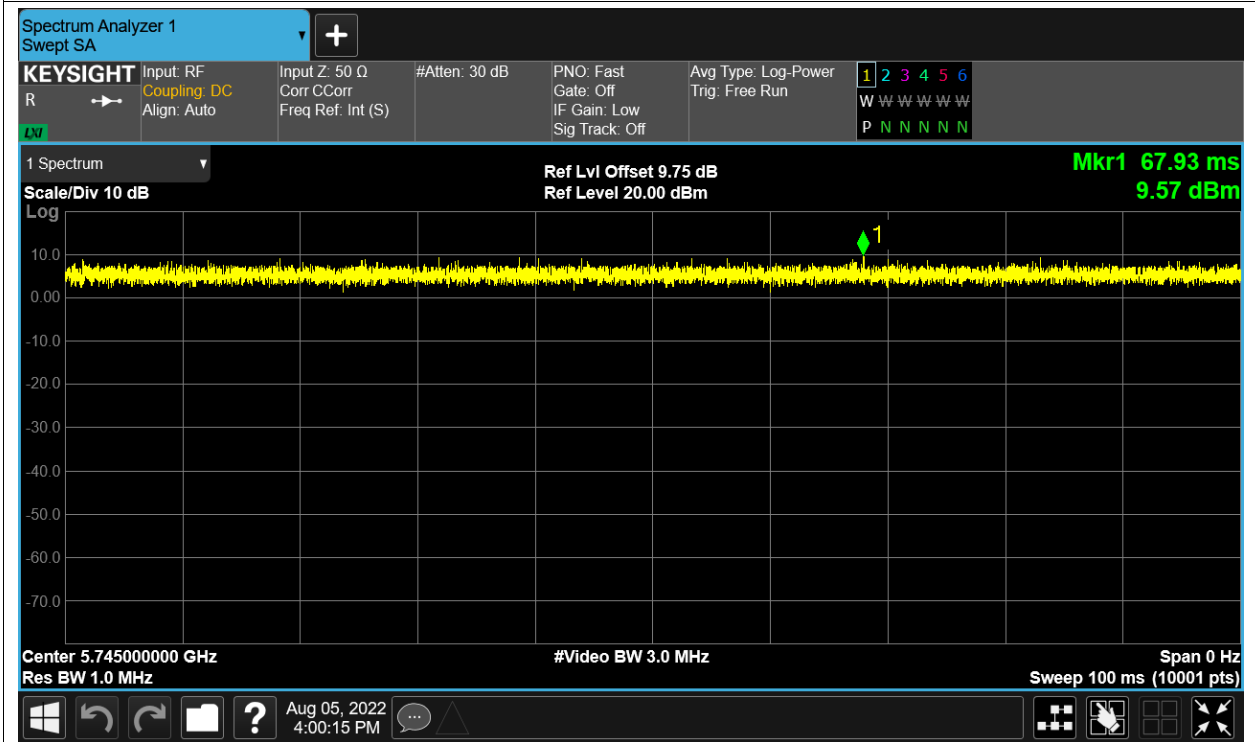 Spectrum Analyzer 1
Swept SA
KEYSIGHT
R
LXI
Input: RF
Coupling: DC
Align: Auto
Input Z: 50 Ω
Corr CCorr
Freq Ref: Int (S)
#Atten: 30 dB
PNO: Fast
Gate: Off
IF Gain: Low
Sig Track: Off
Avg Type: Log-Power
Trig: Free Run
1 2 3 4 5 6
W W W W W W
P N N N N N
1 Spectrum
Scale/Div 10 dB
Log
Ref Lvl Offset 9.75 dB
Ref Level 20.00 dBm
Mkr1 67.93 ms
9.57 dBm
1
10.0
0.00
-10.0
-20.0
-30.0
-40.0
-50.0
-60.0
-70.0
Center 5.745000000 GHz
Res BW 1.0 MHz
#Video BW 3.0 MHz
Span 0 Hz
Sweep 100 ms (10001 pts)
?
Aug 05, 2022
4:00:15 PM